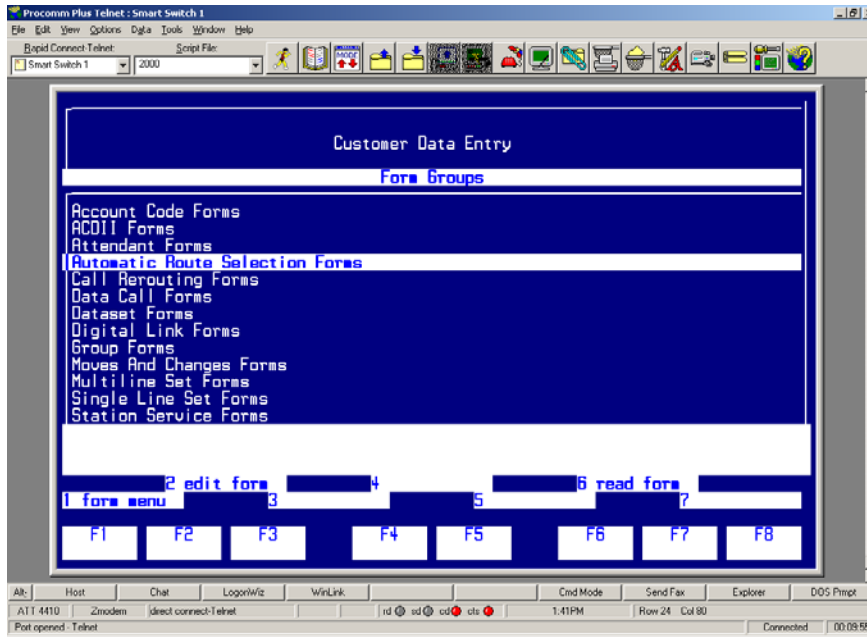 Procomm Plus Telnet : Smart Switch 1
File Edit View Options Data Tools Window Help
Rapid Connect-Telnet: Script File:
Smart Switch 1 2000
MODE
Customer Data Entry
Form Groups
Account Code Forms
ACDII Forms
Attendant Forms
Automatic Route Selection Forms
Call Rerouting Forms
Data Call Forms
Dataset Forms
Digital Link Forms
Group Forms
Moves And Changes Forms
Multiline Set Forms
Single Line Set Forms
Station Service Forms
2 edit form 4 6 read form
1 form menu 3 5 7
F1 F2 F3 F4 F5 F6 F7 F8
Alt- Host Chat LogonWiz WinLink Cmd Mode Send Fax Explorer DOS Prmpt
ATT 4410 Zmodem direct connect-Telnet rd sd cd cts 1:41PM Row 24 Col 80
Port opened - Telnet Connected 00:09:5